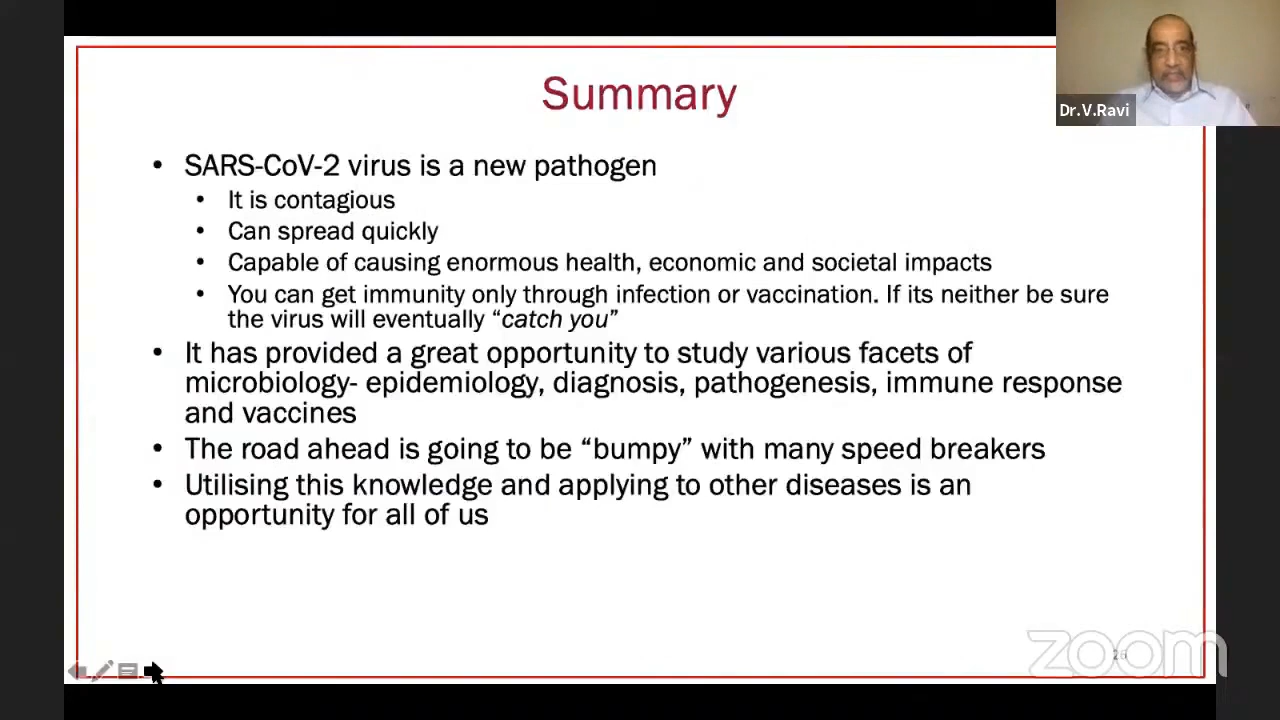 Summary
Dr.V.Ravi
• SARS-CoV-2 virus is a new pathogen
• It is contagious
• Can spread quickly
• Capable of causing enormous health, economic and societal impacts
• You can get immunity only through infection or vaccination. If its neither be sure
the virus will eventually “catch you”
• It has provided a great opportunity to study various facets of
microbiology- epidemiology, diagnosis, pathogenesis, immune response
and vaccines
• The road ahead is going to be “bumpy” with many speed breakers
• Utilising this knowledge and applying to other diseases is an
opportunity for all of us
zoom